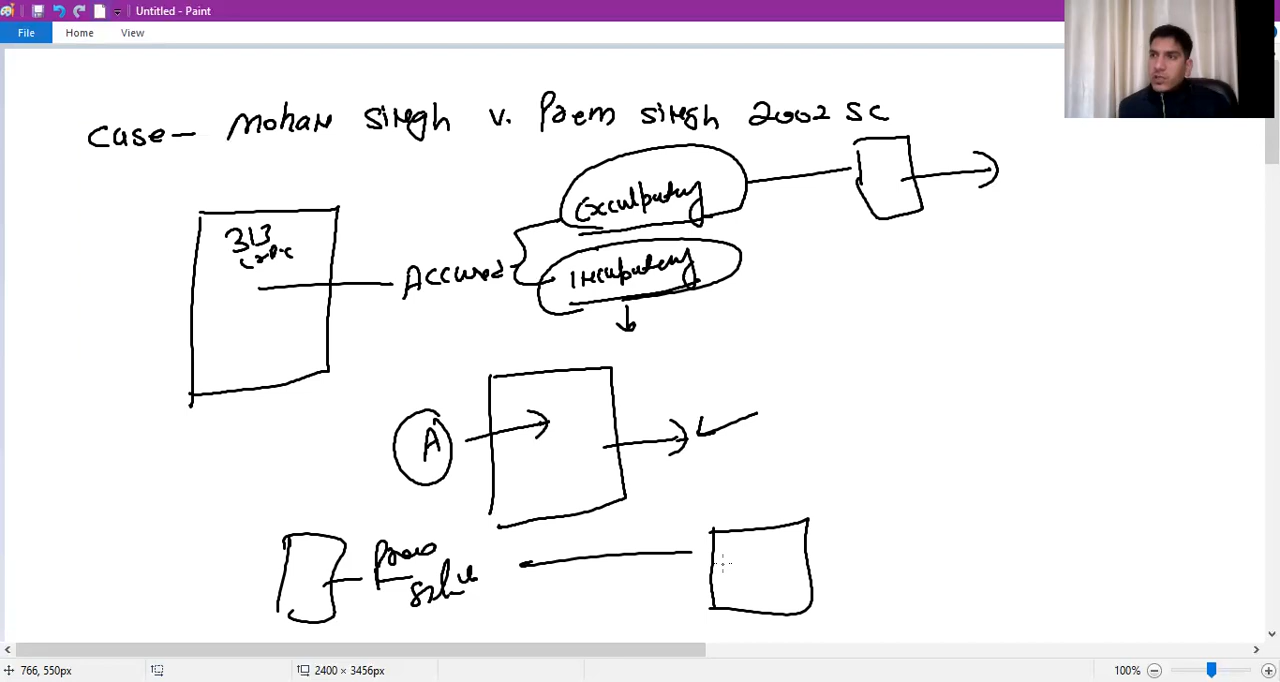 Untitled - Paint
File Home View
Case - Mohan Singh v. Prem Singh 2002 SC
Exculpatory
313
CrPC
Accused
Inculpatory
A
766, 550px
2400 × 3456px
100%